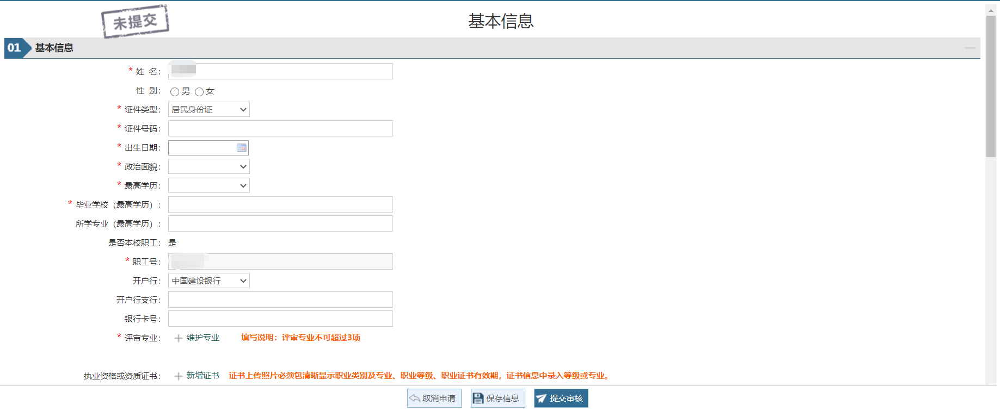 未提交
基本信息
01 基本信息
* 姓 名：
性 别： 男 女
* 证件类型： 居民身份证
* 证件号码：
* 出生日期：
* 政治面貌：
* 最高学历：
* 毕业学校（最高学历）：
所学专业（最高学历）：
是否本校职工： 是
* 职工号：
开户行： 中国建设银行
开户行支行：
银行卡号：
* 评审专业： 维护专业 填写说明：评审专业不可超过3项
执业资格或资质证书： 新增证书 证书上传照片必须包清晰显示职业类别及专业、职业等级、职业证书有效期，证书信息中录入等级或专业。
取消申请 保存信息 提交审核